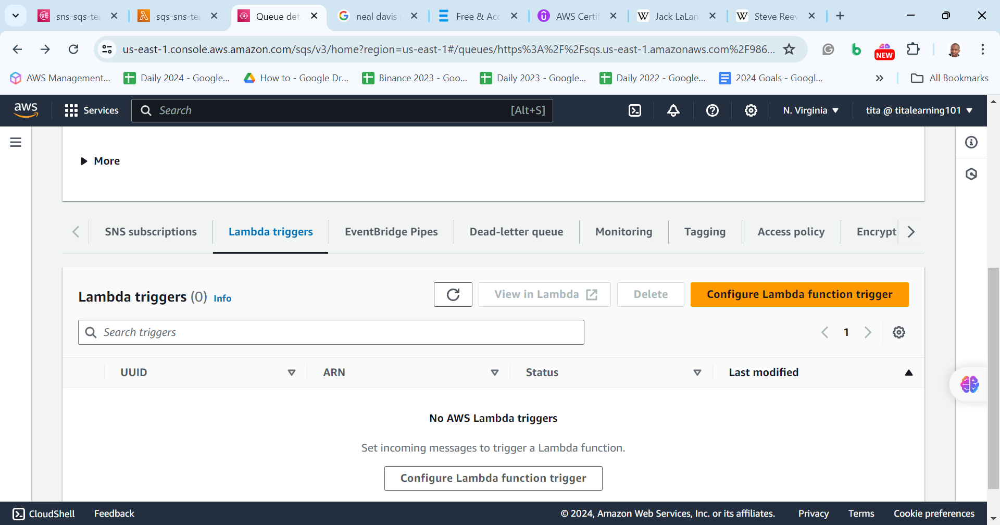 sns-sqs-tes
sqs-sns-tes
Queue det
neal davis
Free & Acc
AWS Certif
Jack LaLan
Steve Reev
us-east-1.console.aws.amazon.com/sqs/v3/home?region=us-east-1#/queues/https%3A%2F%2Fsqs.us-east-1.amazonaws.com%2F986...
NEW
AWS Management...
Daily 2024 - Google...
How to - Google Dr...
Binance 2023 - Goo...
Daily 2023 - Google...
Daily 2022 - Google...
2024 Goals - Googl...
All Bookmarks
aws
Services
Search
[Alt+S]
N. Virginia
tita @ titalearning101
More
SNS subscriptions
Lambda triggers
EventBridge Pipes
Dead-letter queue
Monitoring
Tagging
Access policy
Encrypt
Lambda triggers (0) Info
View in Lambda
Delete
Configure Lambda function trigger
Search triggers
1
UUID
ARN
Status
Last modified
No AWS Lambda triggers
Set incoming messages to trigger a Lambda function.
Configure Lambda function trigger
CloudShell
Feedback
© 2024, Amazon Web Services, Inc. or its affiliates.
Privacy
Terms
Cookie preferences